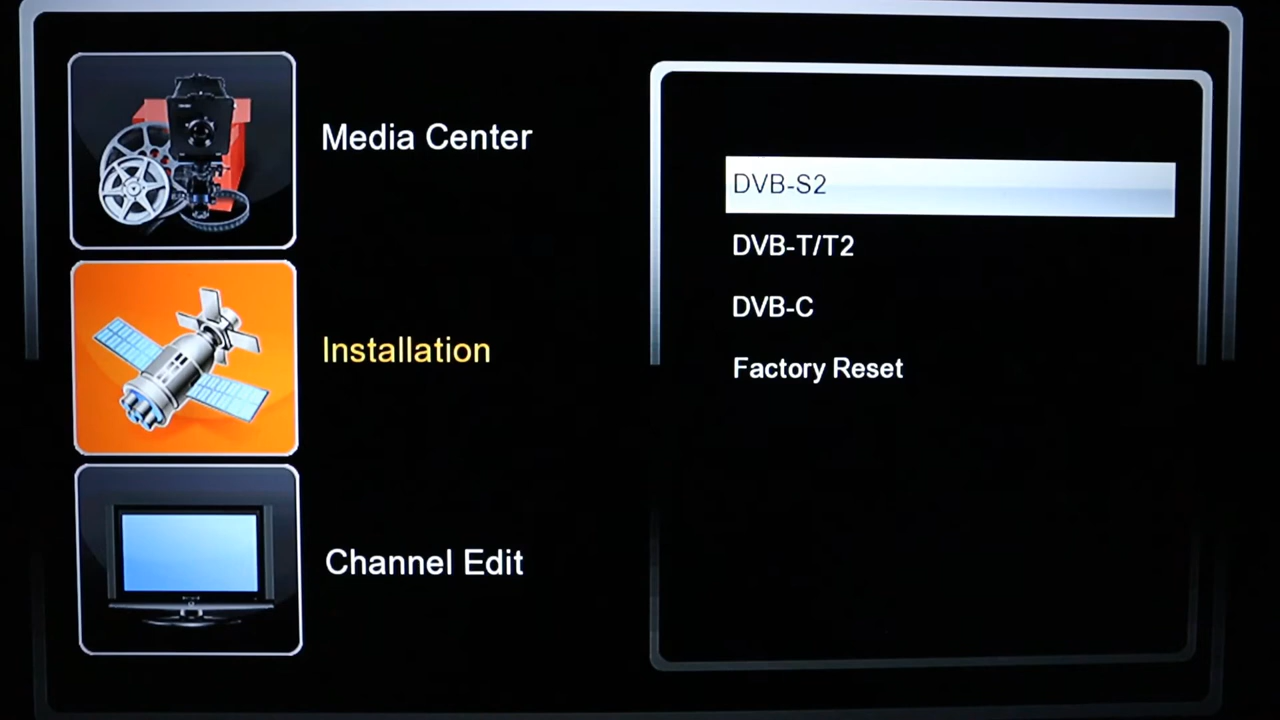 Media Center
Installation
Channel Edit
DVB-S2
DVB-T/T2
DVB-C
Factory Reset